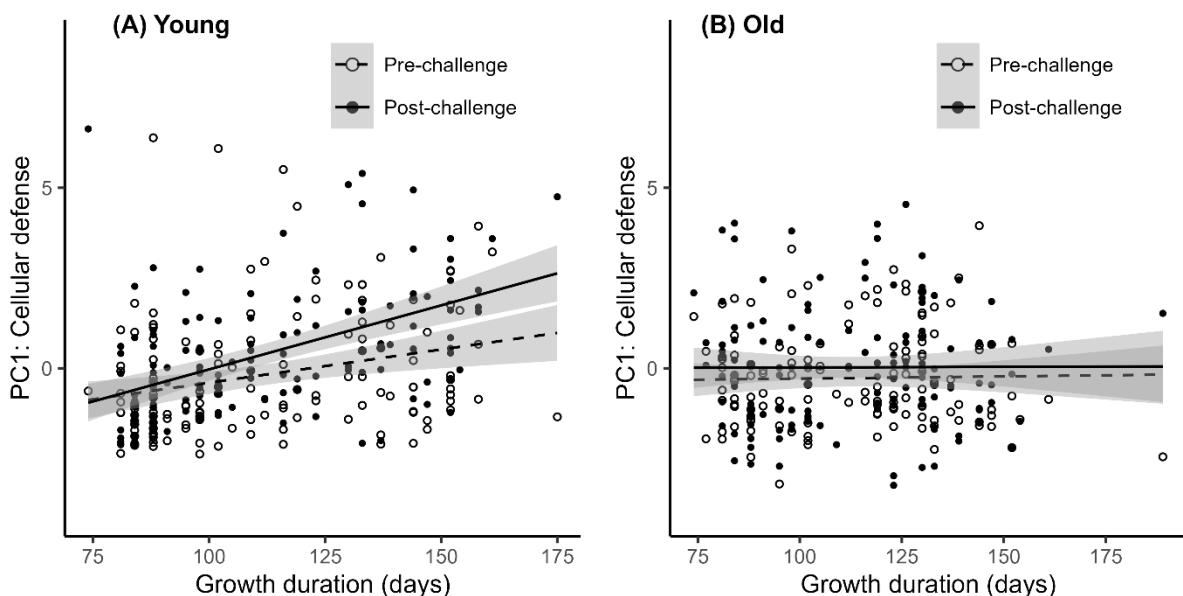 (A) Young
Pre-challenge
Post-challenge
PC1: Cellular defense
5
0
75
100
125
150
175
Growth duration (days)
(B) Old
Pre-challenge
Post-challenge
PC1: Cellular defense
5
0
75
100
125
150
175
Growth duration (days)